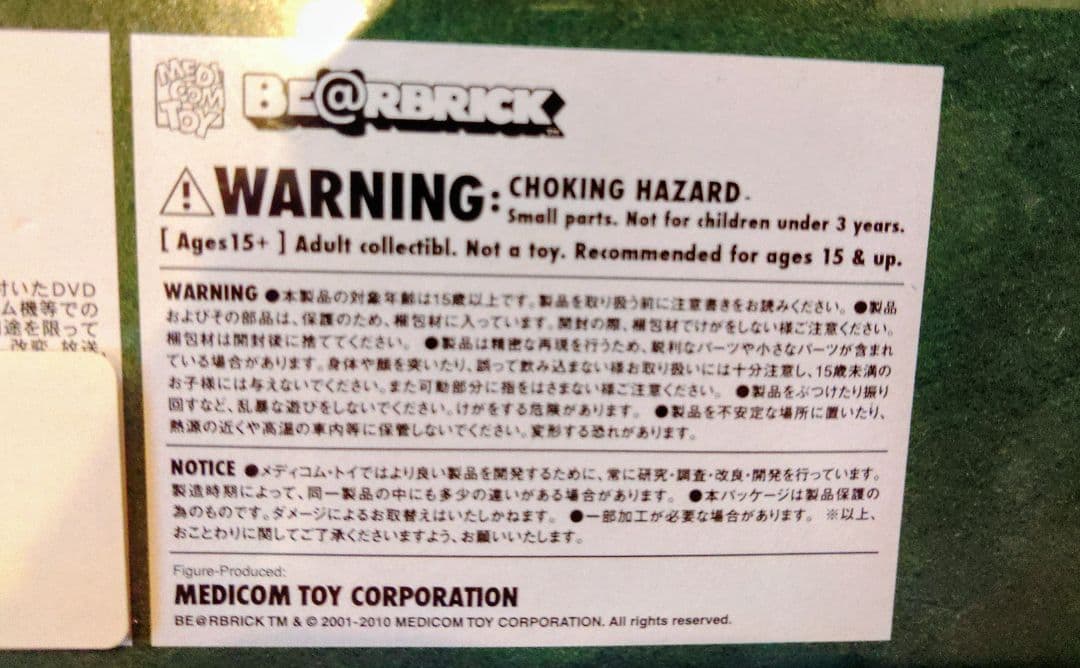 付いたDVD
ム機等での
途を限って
改変 放送
MEDI
COM
TOY
BE@RBRICK TM
! WARNING: CHOKING HAZARD.
Small parts. Not for children under 3 years.
[ Ages15+ ] Adult collectibl. Not a toy. Recommended for ages 15 & up.
WARNING ●本製品の対象年齢は15歳以上です。製品を取り扱う前に注意書きをお読みください。 ●製品
およびその部品は、保護のため、梱包材に入っています。開封の際、梱包材でけがをしない様ご注意ください。
梱包材は開封後に捨ててください。 ●製品は精密な再現を行うため、鋭利なパーツや小さなパーツが含まれ
ている場合があります。身体や顔を突いたり、誤って飲み込まない様お取り扱いには十分注意し、15歳未満の
お子様には与えないでください。また可動部分に指をはさまない様ご注意ください。 ●製品をぶつけたり振り
回すなど、乱暴な遊びをしないでください。けがをする危険があります。 ●製品を不安定な場所に置いたり、
熱源の近くや高温の車内等に保管しないでください。変形する恐れがあります。
NOTICE ●メディコム・トイではより良い製品を開発するために、常に研究・調査・改良・開発を行っています。
製造時期によって、同一製品の中にも多少の違いがある場合があります。 ●本パッケージは製品保護の
為のものです。ダメージによるお取替えはいたしかねます。 ●一部加工が必要な場合があります。 ※以上、
おことわりに関してご了承くださいますよう、お願いいたします。
Figure-Produced:
MEDICOM TOY CORPORATION
BE@RBRICK TM & © 2001-2010 MEDICOM TOY CORPORATION. All rights reserved.